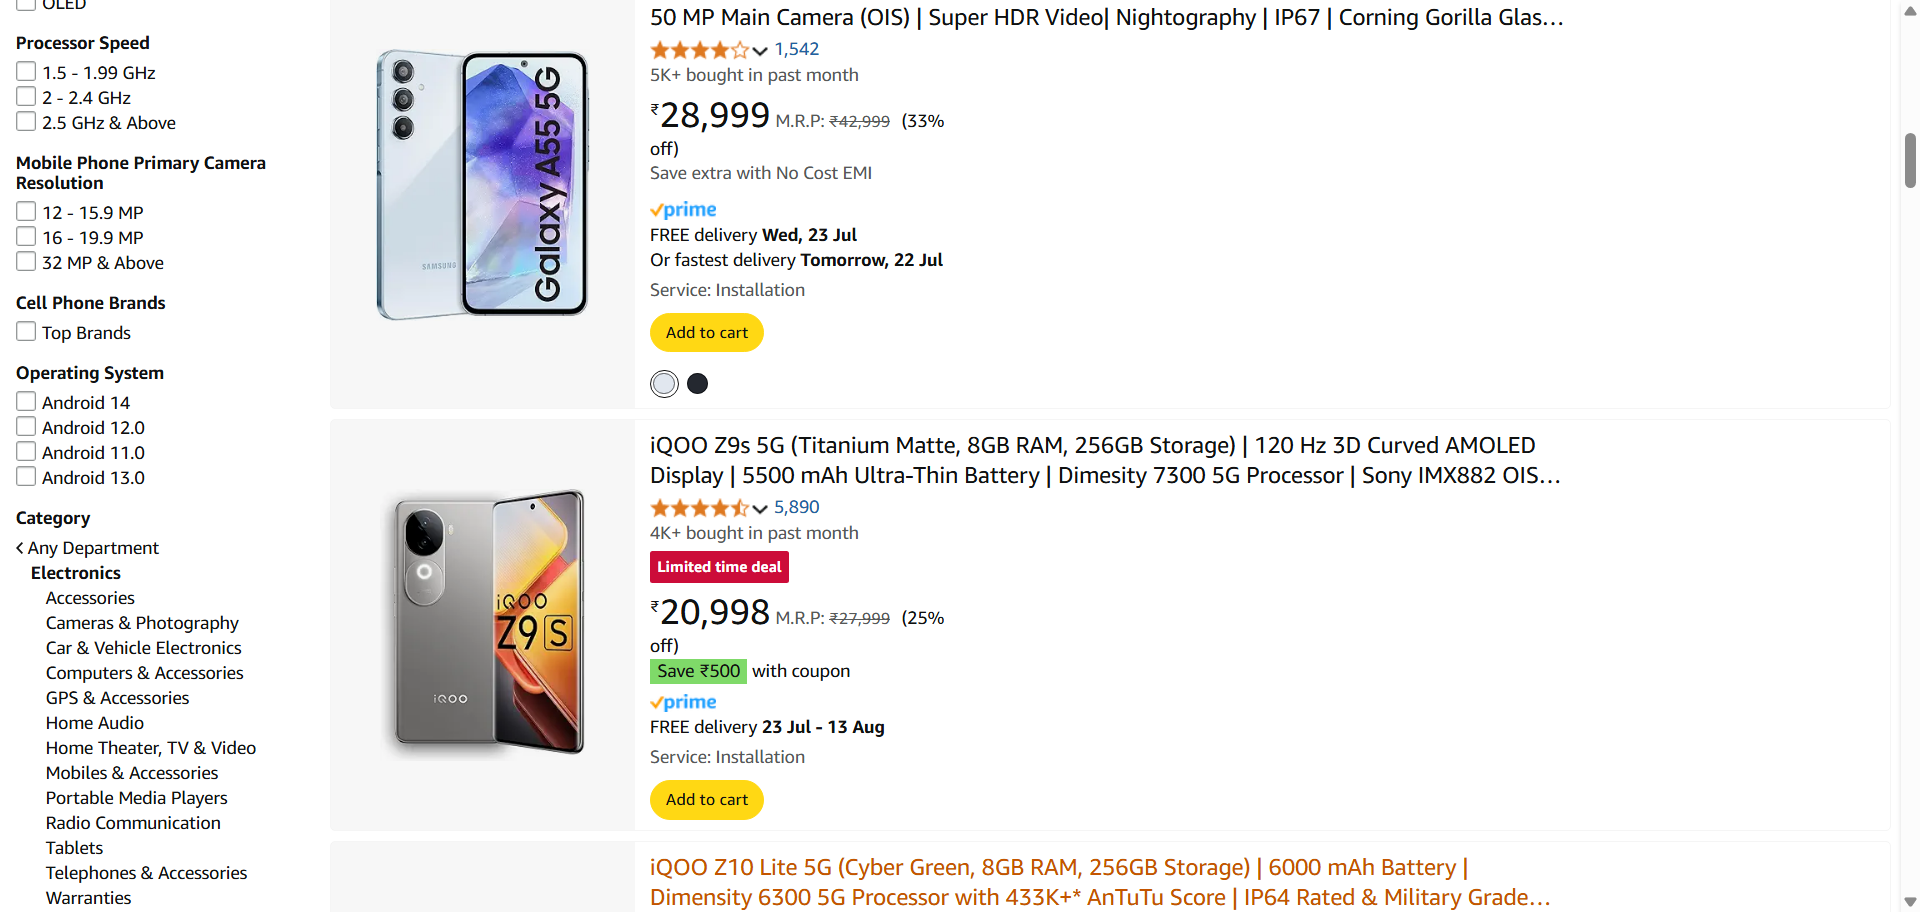 OLED
Processor Speed
1.5 - 1.99 GHz
2 - 2.4 GHz
2.5 GHz & Above
Mobile Phone Primary Camera
Resolution
12 - 15.9 MP
16 - 19.9 MP
32 MP & Above
Cell Phone Brands
Top Brands
Operating System
Android 14
Android 12.0
Android 11.0
Android 13.0
Category
Any Department
Electronics
Accessories
Cameras & Photography
Car & Vehicle Electronics
Computers & Accessories
GPS & Accessories
Home Audio
Home Theater, TV & Video
Mobiles & Accessories
Portable Media Players
Radio Communication
Tablets
Telephones & Accessories
Warranties
SAMSUNG
Galaxy A55 5G
50 MP Main Camera (OIS) | Super HDR Video| Nightography | IP67 | Corning Gorilla Glas…
1,542
5K+ bought in past month
₹28,999 M.R.P: ₹42,999 (33%
off)
Save extra with No Cost EMI
prime
FREE delivery Wed, 23 Jul
Or fastest delivery Tomorrow, 22 Jul
Service: Installation
Add to cart
iQOO
Z9S
iQOO
iQOO Z9s 5G (Titanium Matte, 8GB RAM, 256GB Storage) | 120 Hz 3D Curved AMOLED
Display | 5500 mAh Ultra-Thin Battery | Dimesity 7300 5G Processor | Sony IMX882 OIS…
5,890
4K+ bought in past month
Limited time deal
₹20,998 M.R.P: ₹27,999 (25%
off)
Save ₹500 with coupon
prime
FREE delivery 23 Jul - 13 Aug
Service: Installation
Add to cart
iQOO Z10 Lite 5G (Cyber Green, 8GB RAM, 256GB Storage) | 6000 mAh Battery |
Dimensity 6300 5G Processor with 433K+* AnTuTu Score | IP64 Rated & Military Grade…